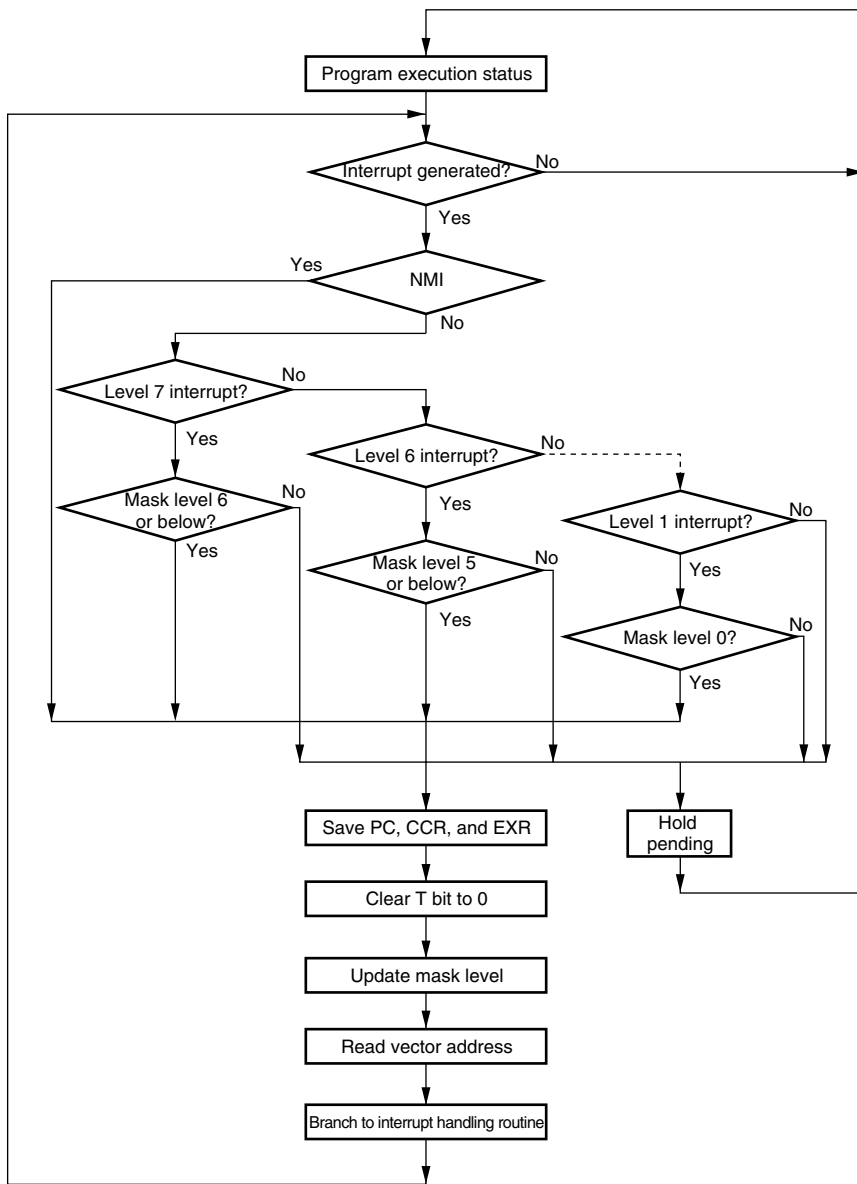 Program execution status
Interrupt generated?
No
Yes
Yes
NMI
No
Level 7 interrupt?
No
Yes
Level 6 interrupt?
No
Yes
Mask level 6
or below?
No
Yes
Level 1 interrupt?
No
Yes
Mask level 5
or below?
No
Yes
Mask level 0?
No
Yes
Save PC, CCR, and EXR
Hold
pending
Clear T bit to 0
Update mask level
Read vector address
Branch to interrupt handling routine